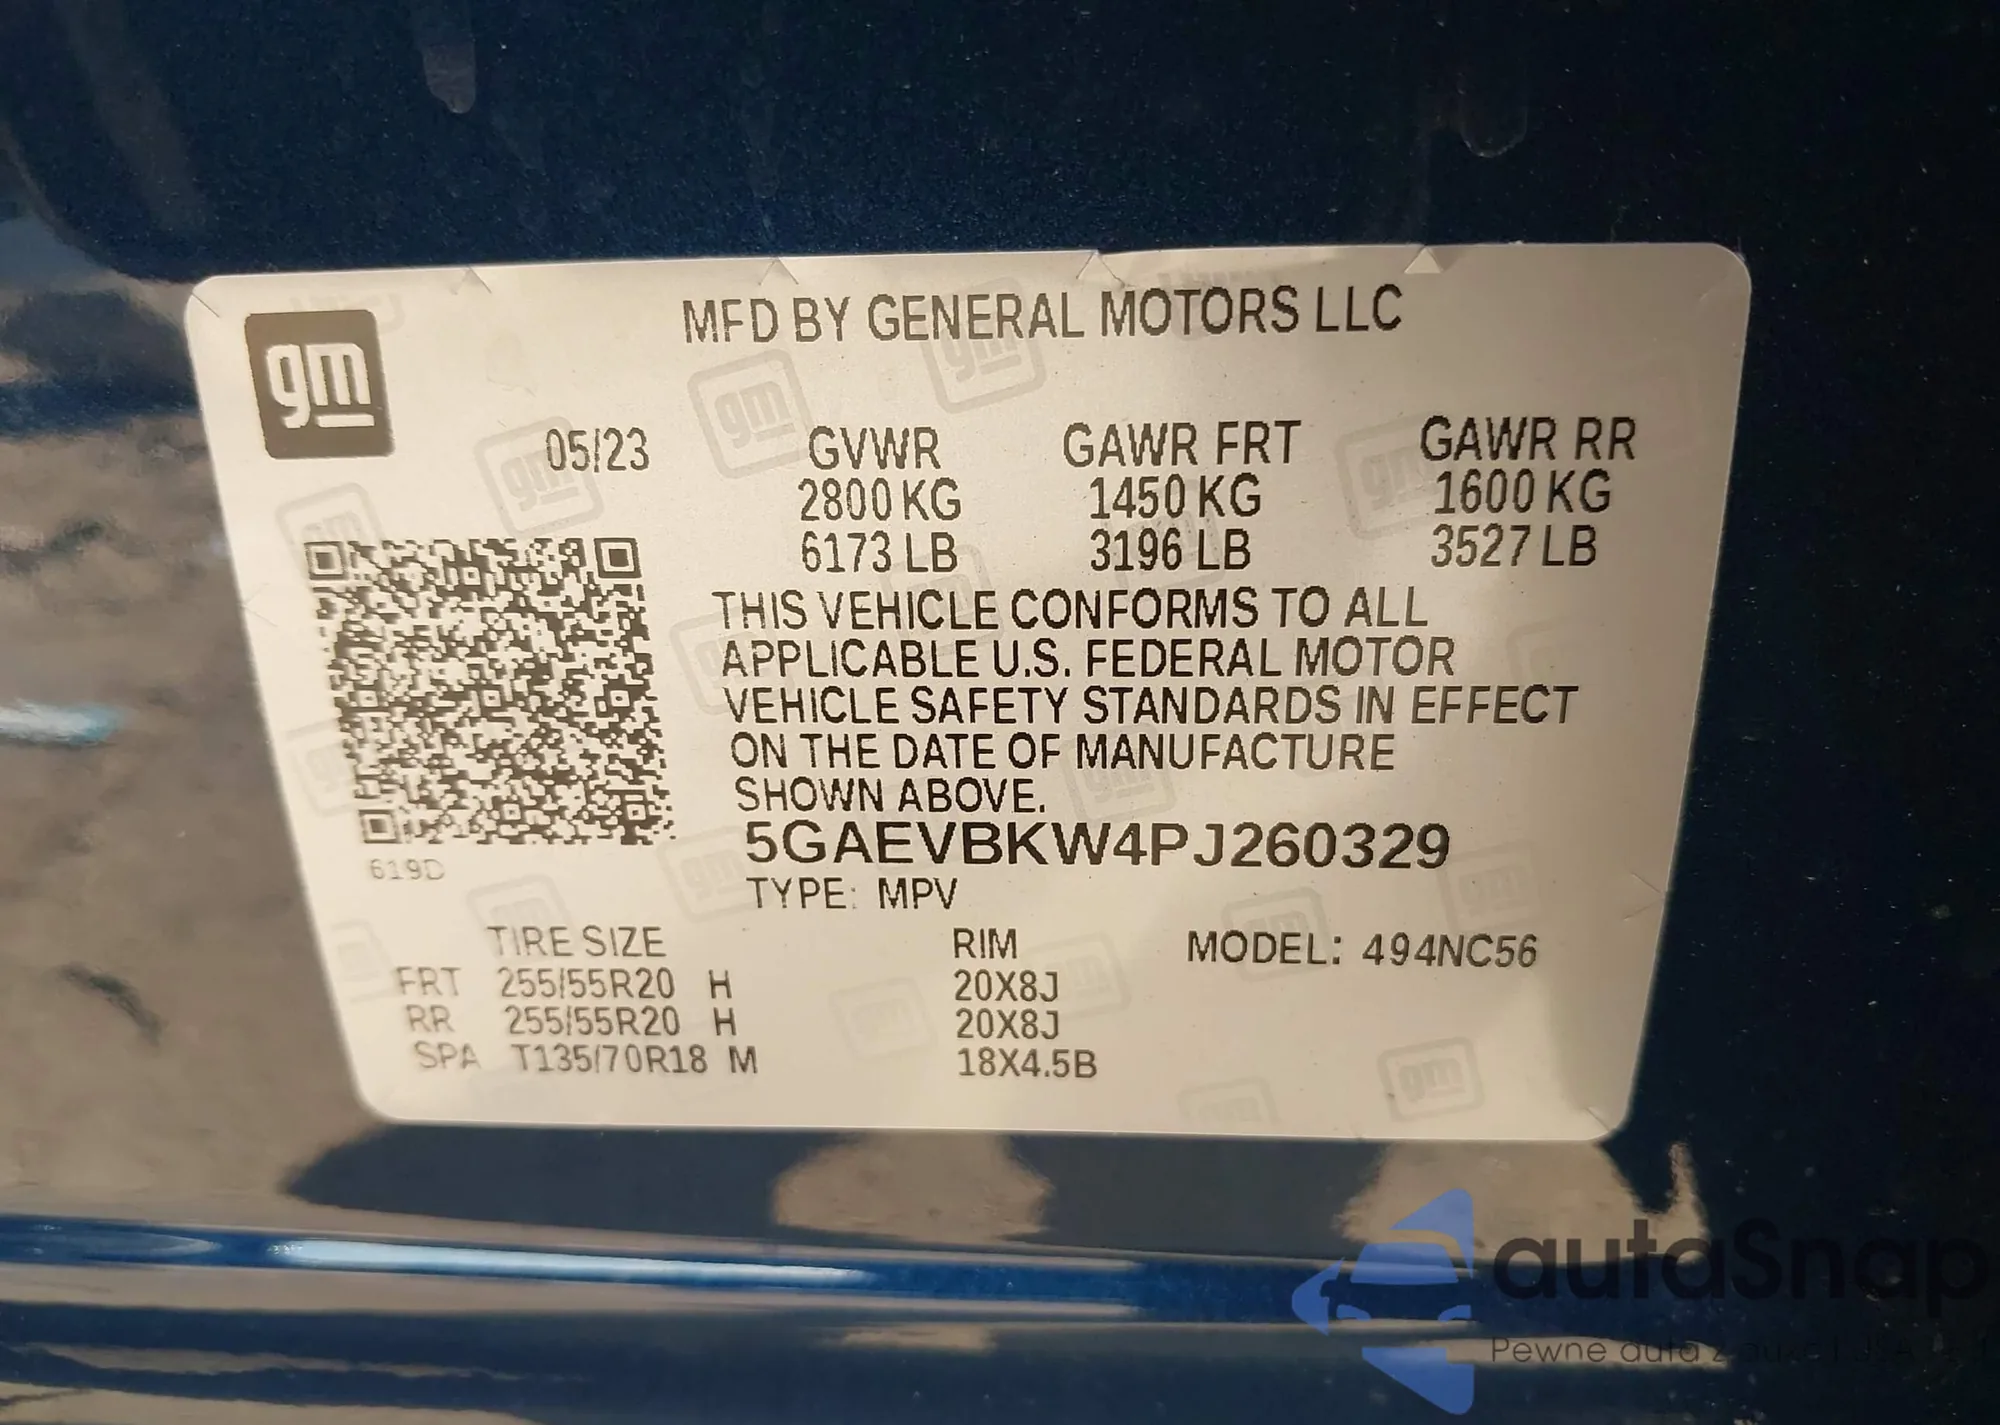 gm
MFD BY GENERAL MOTORS LLC
05/23 GVWR GAWR FRT GAWR RR
2800 KG 1450 KG 1600 KG
6173 LB 3196 LB 3527 LB
THIS VEHICLE CONFORMS TO ALL
APPLICABLE U.S. FEDERAL MOTOR
VEHICLE SAFETY STANDARDS IN EFFECT
ON THE DATE OF MANUFACTURE
SHOWN ABOVE.
5GAEVBKW4PJ260329
619D
TYPE: MPV
TIRE SIZE RIM MODEL: 494NC56
FRT 255/55R20 H 20X8J
RR 255/55R20 H 20X8J
SPA T135/70R18 M 18X4.5B
autaSnap
Pewne auta z